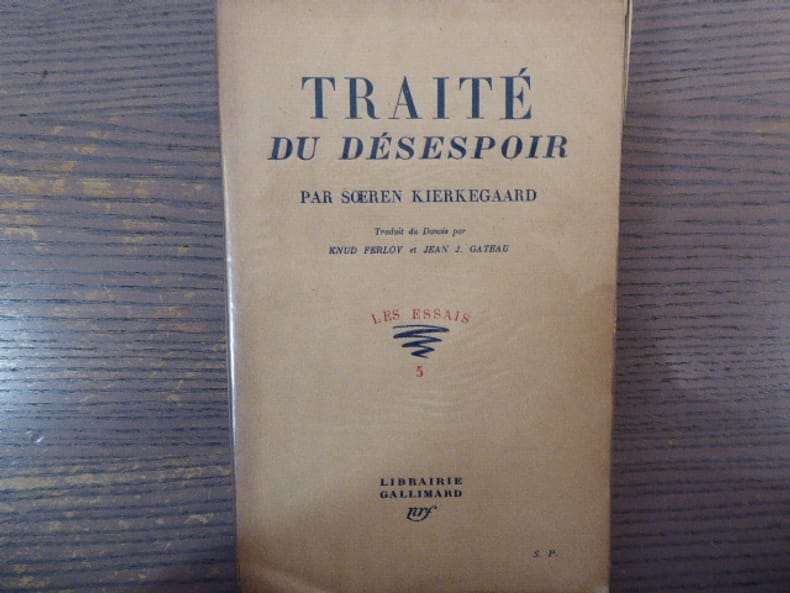 TRAITÉ
DU DÉSESPOIR
PAR SŒREN KIERKEGAARD
Traduit du Danois par
KNUD FERLOV et JEAN J. GATEAU
LES ESSAIS
5
LIBRAIRIE
GALLIMARD
nrf
S. P.